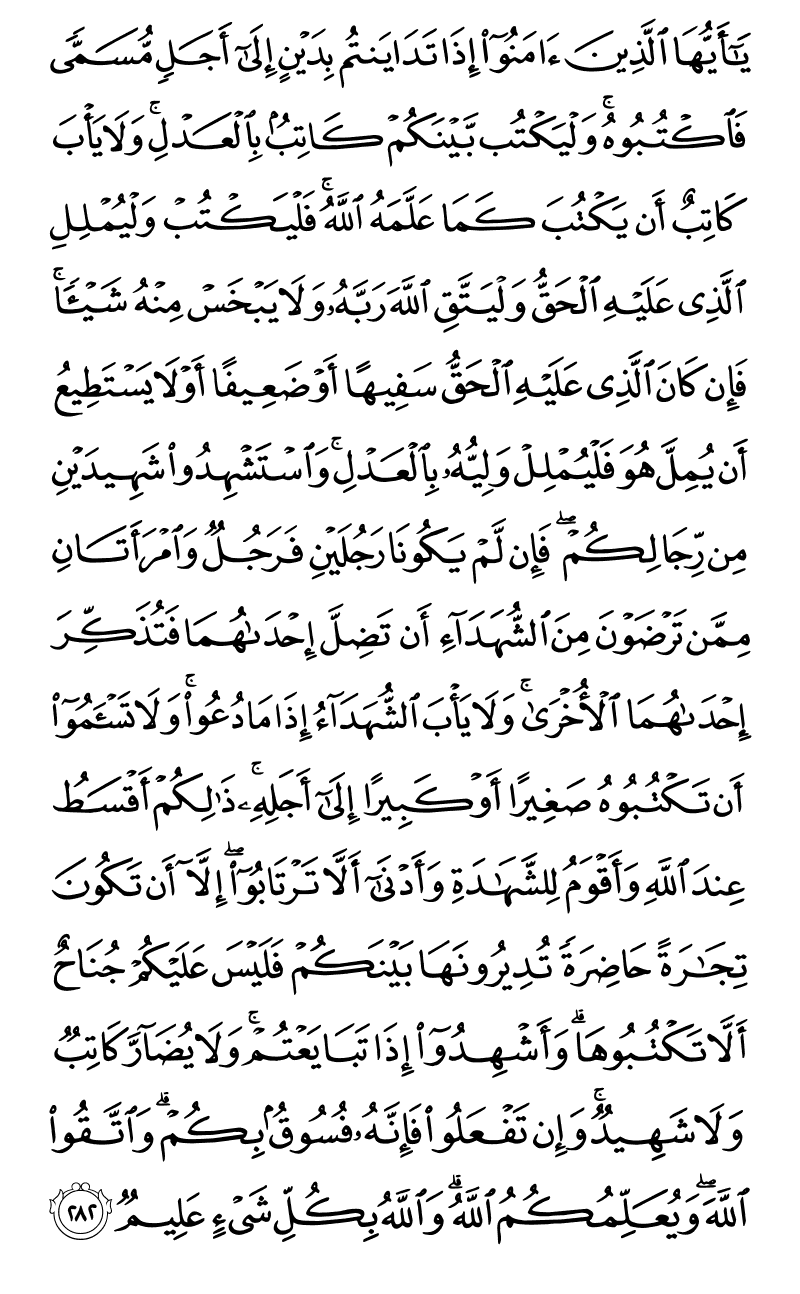 يَٰٓأَيُّهَا ٱلَّذِينَ ءَامَنُوٓا۟ إِذَا تَدَايَنتُم بِدَيْنٍ إِلَىٰٓ أَجَلٍ مُّسَمًّى
فَٱكْتُبُوهُ ۚ وَلْيَكْتُب بَّيْنَكُمْ كَاتِبٌۢ بِٱلْعَدْلِ ۚ وَلَا يَأْبَ
كَاتِبٌ أَن يَكْتُبَ كَمَا عَلَّمَهُ ٱللَّهُ ۚ فَلْيَكْتُبْ وَلْيُمْلِلِ
ٱلَّذِى عَلَيْهِ ٱلْحَقُّ وَلْيَتَّقِ ٱللَّهَ رَبَّهُۥ وَلَا يَبْخَسْ مِنْهُ شَيْـًٔا ۚ
فَإِن كَانَ ٱلَّذِى عَلَيْهِ ٱلْحَقُّ سَفِيهًا أَوْ ضَعِيفًا أَوْ لَا يَسْتَطِيعُ
أَن يُمِلَّ هُوَ فَلْيُمْلِلْ وَلِيُّهُۥ بِٱلْعَدْلِ ۚ وَٱسْتَشْهِدُوا۟ شَهِيدَيْنِ
مِن رِّجَالِكُمْ ۖ فَإِن لَّمْ يَكُونَا رَجُلَيْنِ فَرَجُلٌ وَٱمْرَأَتَانِ
مِمَّن تَرْضَوْنَ مِنَ ٱلشُّهَدَآءِ أَن تَضِلَّ إِحْدَىٰهُمَا فَتُذَكِّرَ
إِحْدَىٰهُمَا ٱلْأُخْرَىٰ ۚ وَلَا يَأْبَ ٱلشُّهَدَآءُ إِذَا مَا دُعُوا۟ ۚ وَلَا تَسْـَٔمُوٓا۟
أَن تَكْتُبُوهُ صَغِيرًا أَوْ كَبِيرًا إِلَىٰٓ أَجَلِهِۦ ۚ ذَٰلِكُمْ أَقْسَطُ
عِندَ ٱللَّهِ وَأَقْوَمُ لِلشَّهَٰدَةِ وَأَدْنَىٰٓ أَلَّا تَرْتَابُوٓا۟ ۖ إِلَّآ أَن تَكُونَ
تِجَٰرَةً حَاضِرَةً تُدِيرُونَهَا بَيْنَكُمْ فَلَيْسَ عَلَيْكُمْ جُنَاحٌ
أَلَّا تَكْتُبُوهَا ۗ وَأَشْهِدُوٓا۟ إِذَا تَبَايَعْتُمْ ۚ وَلَا يُضَآرَّ كَاتِبٌ
وَلَا شَهِيدٌ ۚ وَإِن تَفْعَلُوا۟ فَإِنَّهُۥ فُسُوقٌۢ بِكُمْ ۗ وَٱتَّقُوا۟
ٱللَّهَ ۖ وَيُعَلِّمُكُمُ ٱللَّهُ ۗ وَٱللَّهُ بِكُلِّ شَىْءٍ عَلِيمٌ ٢٨٢